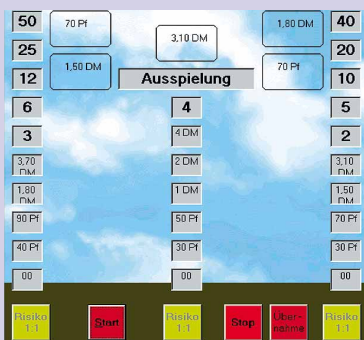 50 70 Pf 1,80 DM 40
3,10 DM
25 20
1,50 DM 70 Pf
12 Ausspielung 10
6 4 5
3 4 DM 2
3,70 DM 2 DM 3,10 DM
1,80 DM 1 DM 1,50 DM
90 Pf 50 Pf 70 Pf
40 Pf 30 Pf 30 Pf
00 00 00
Risiko 1:1 Start Risiko 1:1 Stop Über- nahme Risiko 1:1